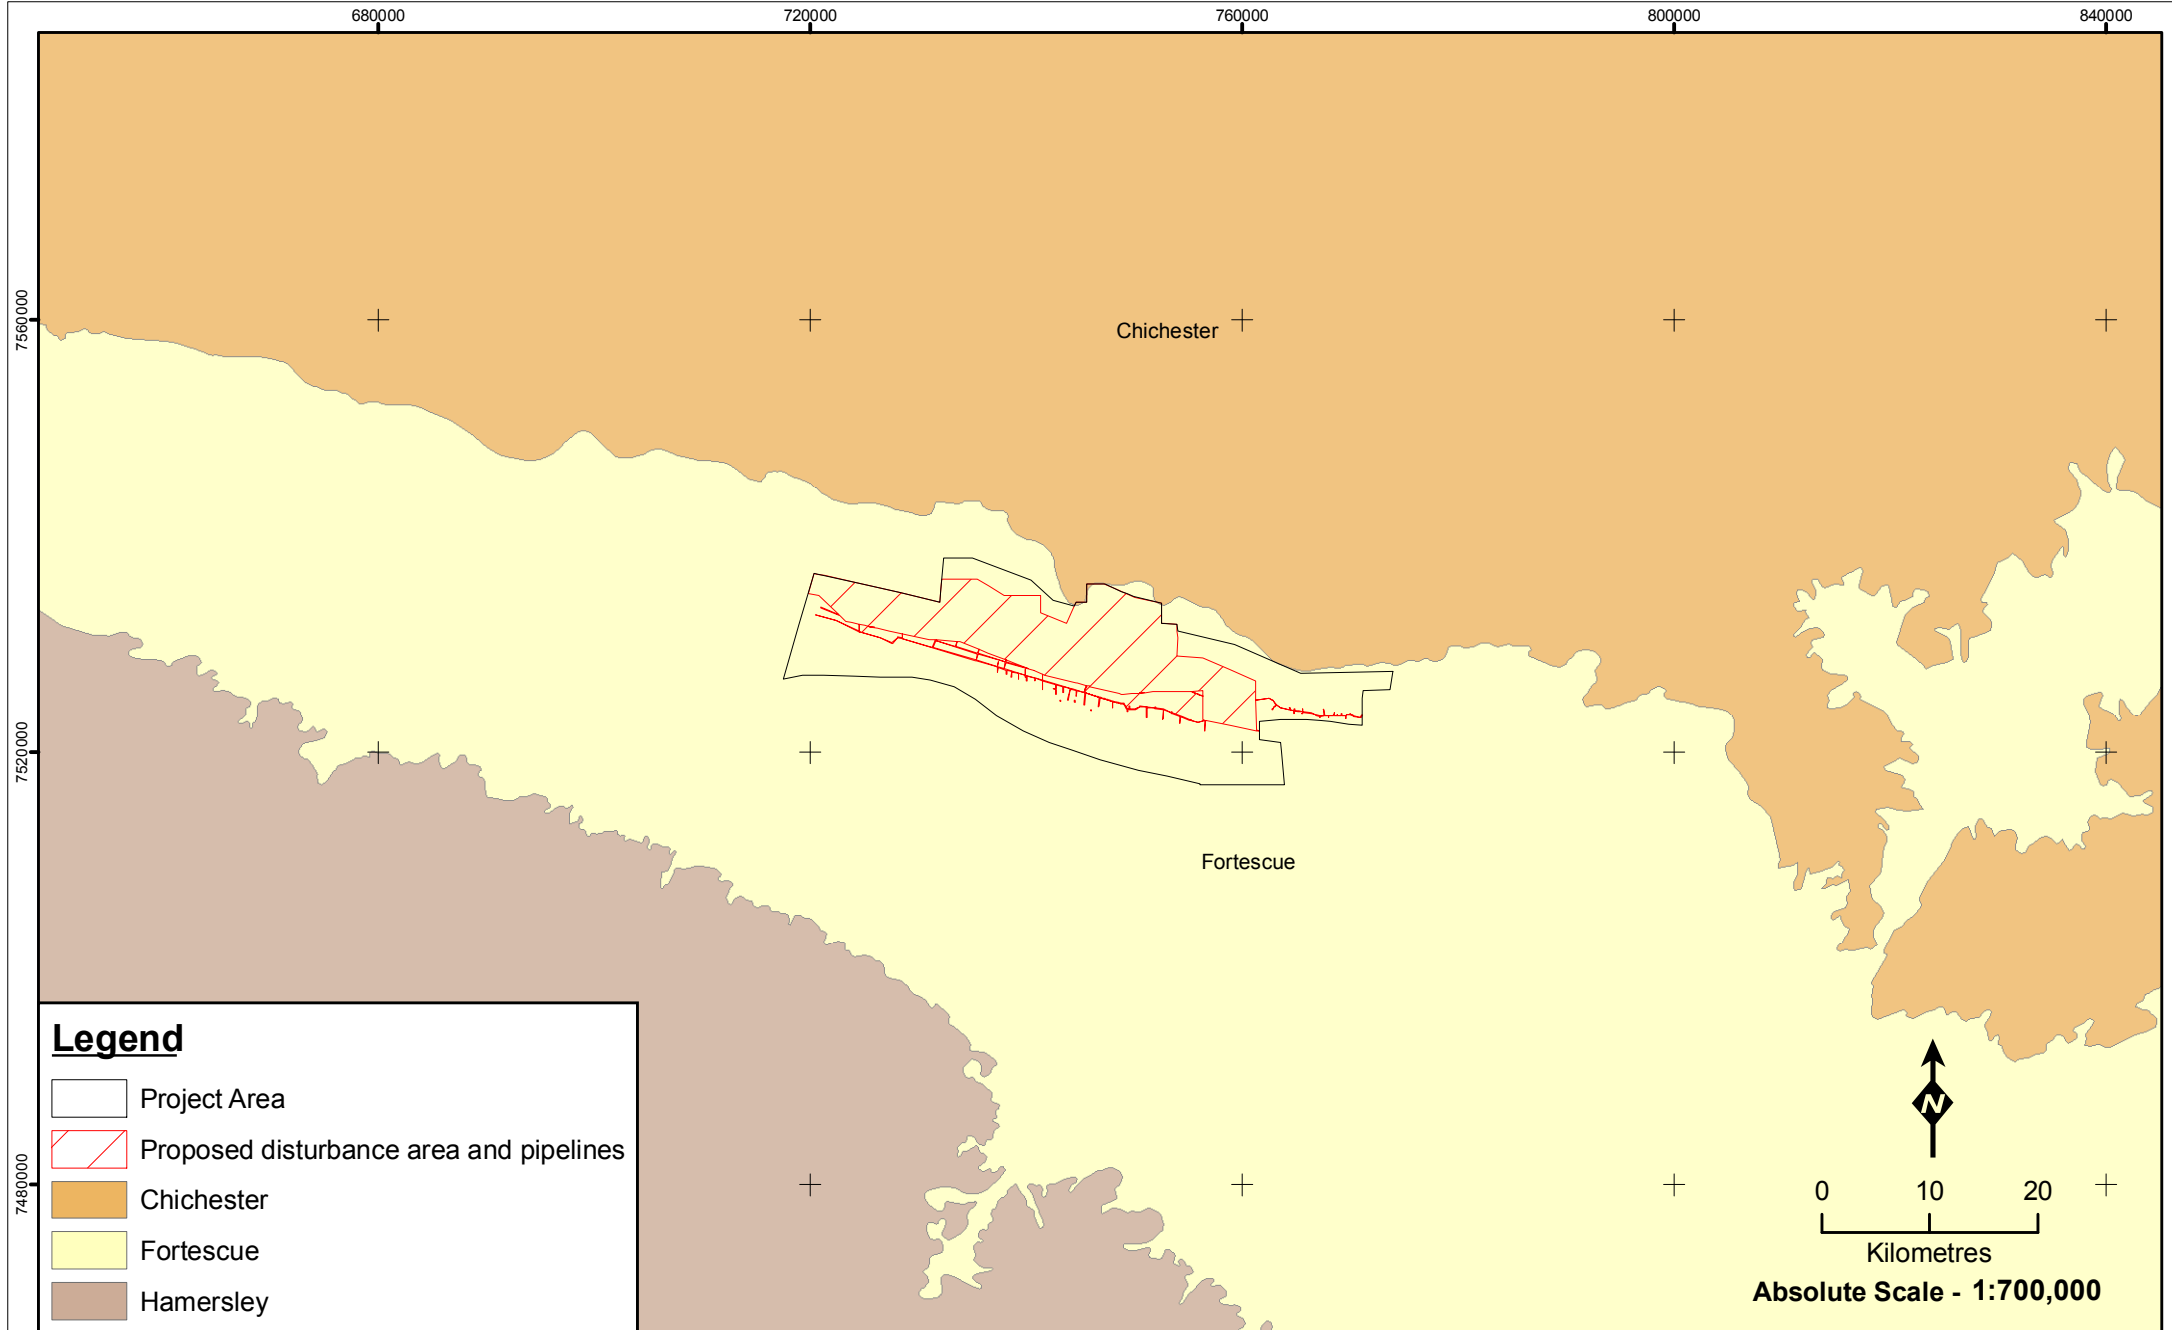 680000
720000
760000
800000
840000
7560000
7520000
7480000
Chichester
Fortescue
Legend
Project Area
Proposed disturbance area and pipelines
Chichester
Fortescue
Hamersley
N
0 10 20
Kilometres
Absolute Scale - 1:700,000